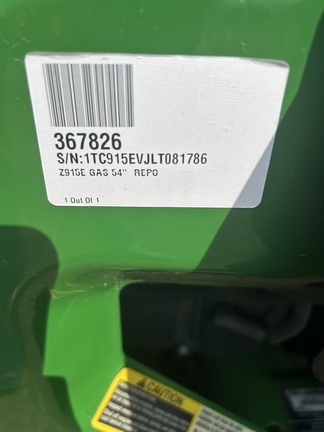 367826
S/N:1TC915EVJLT081786
Z915E GAS 54" REPO
1 Out Of 1
CAUTION